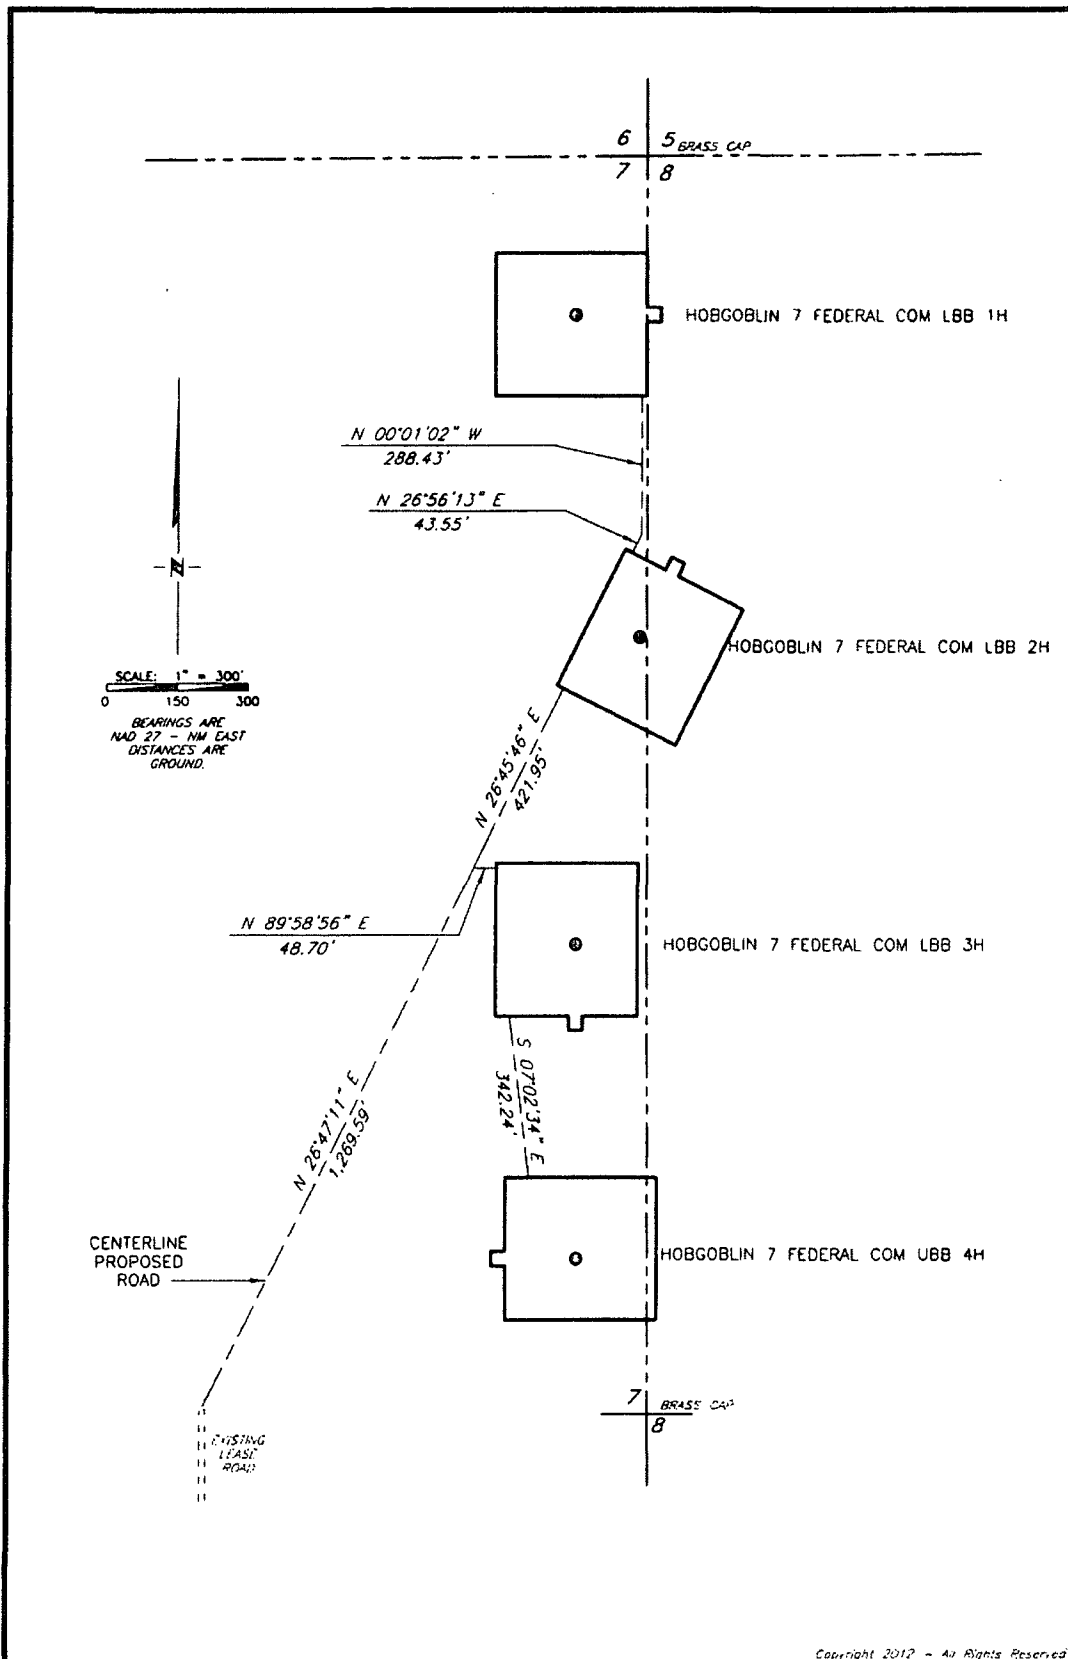 6 5 BRASS CAP
7 8
HOBGOBLIN 7 FEDERAL COM LBB 1H
N 00°01'02" W
288.43'
N 26°56'13" E
43.55'
N
HOBGOBLIN 7 FEDERAL COM LBB 2H
SCALE: 1" = 300'
0 150 300
BEARINGS ARE
NAD 27 - NM EAST
DISTANCES ARE
GROUND.
N 26°45'46" E
421.95'
N 89°58'56" E
48.70'
HOBGOBLIN 7 FEDERAL COM LBB 3H
S 07°02'34" E
342.24'
N 26°47'11" E
1,269.59'
CENTERLINE
PROPOSED
ROAD
HOBGOBLIN 7 FEDERAL COM UBB 4H
7 BRASS CAP
8
EXISTING
LEASE
ROAD
Copyright 2012 - All Rights Reserved